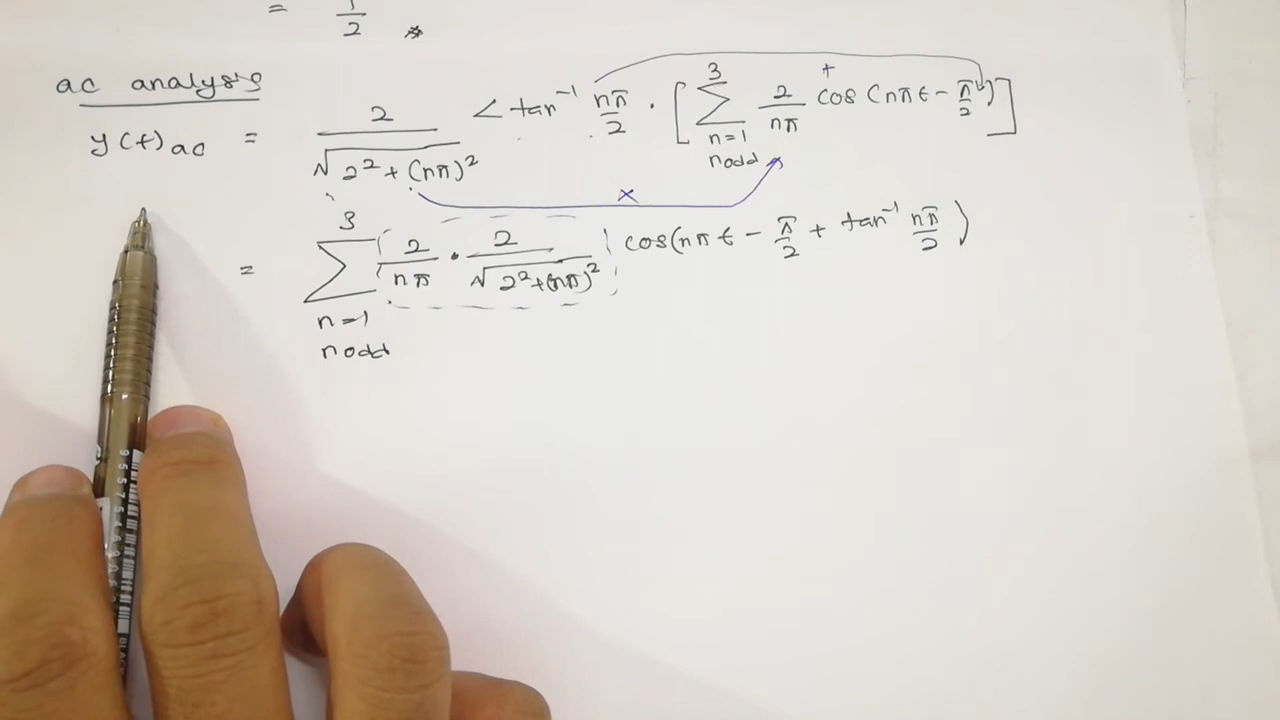 = 1/2
ac analysis
y(t)ac = 2/√(2²+(nπ)²) < tan⁻¹ nπ/2 · [ 3 Σ n=1 n odd 2/nπ cos(nπt − π/2) ]
+
×
= 3 Σ n=1 n odd 2/nπ · 2/√(2²+(nπ)²) cos(nπt − π/2 + tan⁻¹ nπ/2)